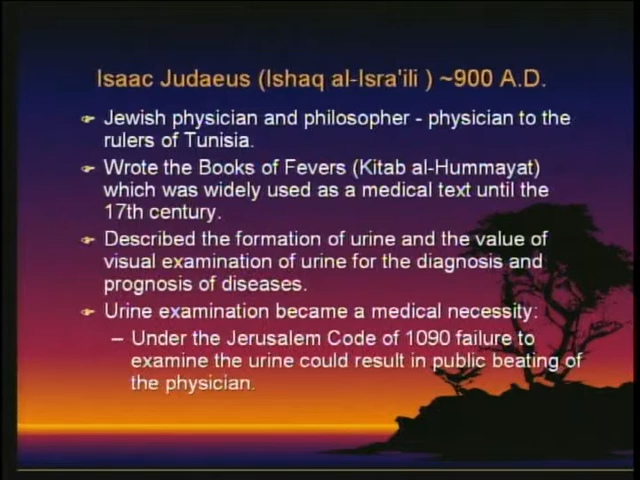 Isaac Judaeus (Ishaq al-Isra'ili ) ~900 A.D.
Jewish physician and philosopher - physician to the
rulers of Tunisia.
Wrote the Books of Fevers (Kitab al-Hummayat)
which was widely used as a medical text until the
17th century.
Described the formation of urine and the value of
visual examination of urine for the diagnosis and
prognosis of diseases.
Urine examination became a medical necessity:
– Under the Jerusalem Code of 1090 failure to
examine the urine could result in public beating of
the physician.